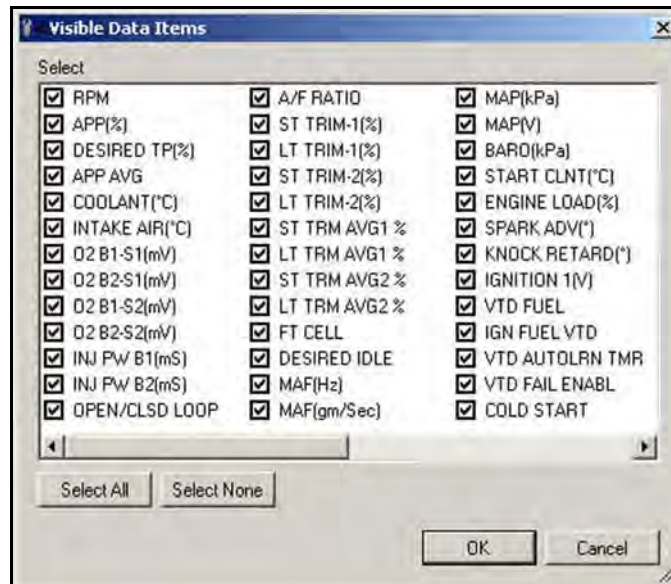 Visible Data Items
Select
RPM
APP(%)
DESIRED TP(%)
APP AVG
COOLANT(°C)
INTAKE AIR(°C)
O2 B1-S1(mV)
O2 B2-S1(mV)
O2 B1-S2(mV)
O2 B2-S2(mV)
INJ PW B1(mS)
INJ PW B2(mS)
OPEN/CLSD LOOP
A/F RATIO
ST TRIM-1(%)
LT TRIM-1(%)
ST TRIM-2(%)
LT TRIM-2(%)
ST TRM AVG1 %
LT TRM AVG1 %
ST TRM AVG2 %
LT TRM AVG2 %
FT CELL
DESIRED IDLE
MAF(Hz)
MAF(gm/Sec)
MAP(kPa)
MAP(V)
BARO(kPa)
START CLNT(°C)
ENGINE LOAD(%)
SPARK ADV(°)
KNOCK RETARD(°)
IGNITION 1(V)
VTD FUEL
IGN FUEL VTD
VTD AUTOLRN TMR
VTD FAIL ENABL
COLD START
Select All
Select None
OK
Cancel